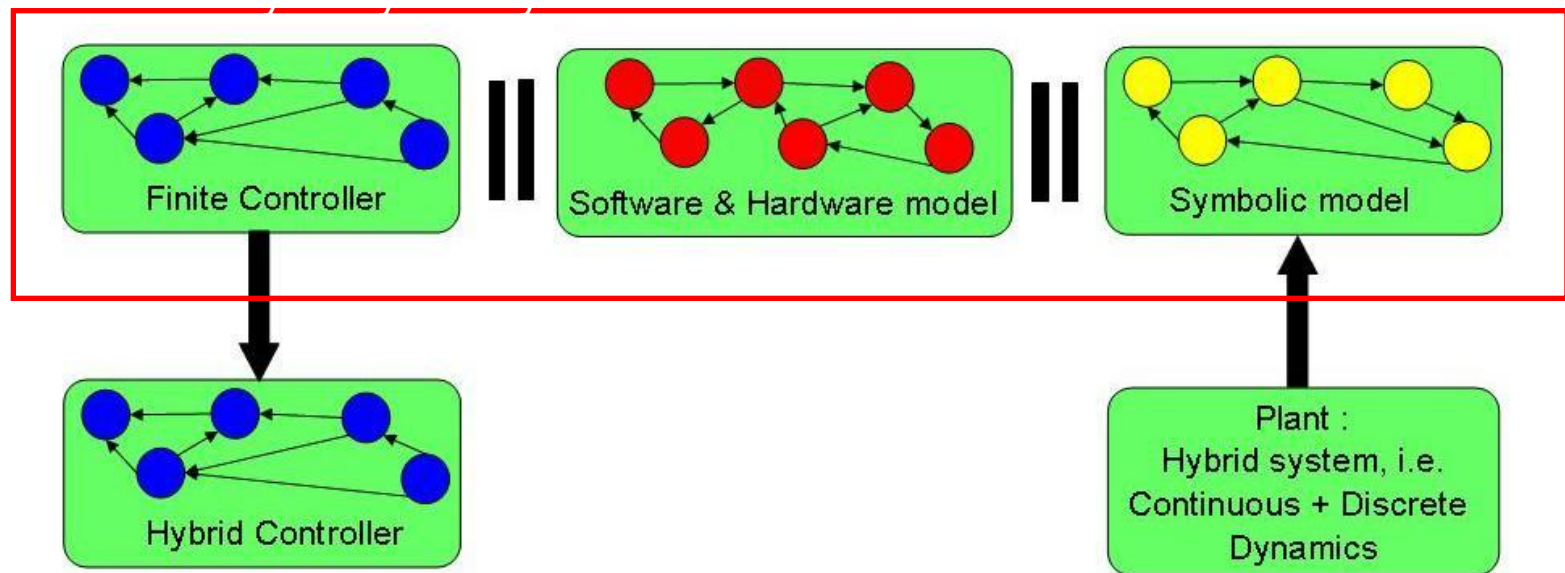 Finite Controller
Software & Hardware model
Symbolic model
Hybrid Controller
Plant :
Hybrid system, i.e.
Continuous + Discrete
Dynamics